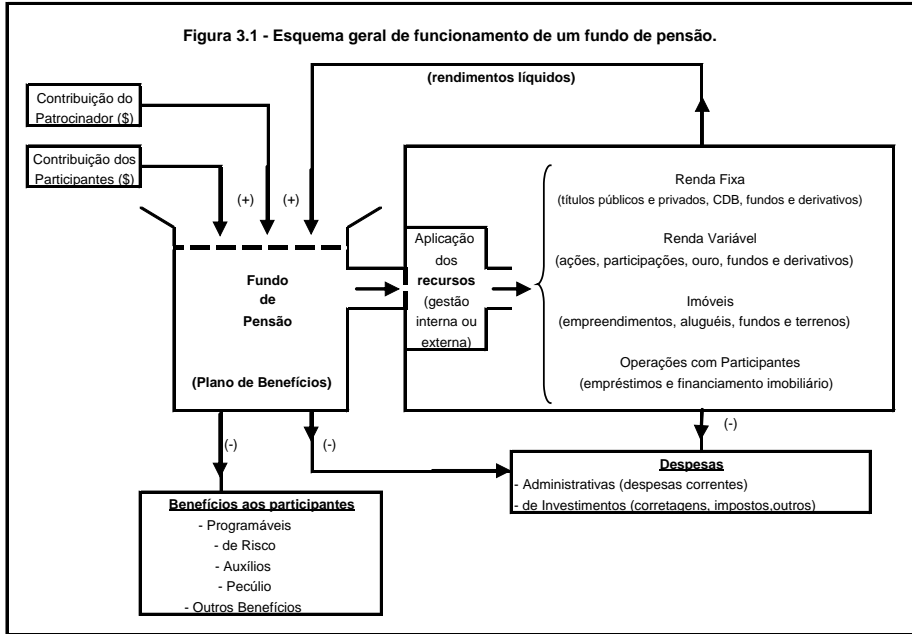 Figura 3.1 - Esquema geral de funcionamento de um fundo de pensão.
(rendimentos líquidos)
Contribuição do
Patrocinador ($)
Contribuição dos
Participantes ($)
(+)
(+)
Fundo
de
Pensão
(Plano de Benefícios)
Aplicação
dos
recursos
(gestão
interna ou
externa)
Renda Fixa
(títulos públicos e privados, CDB, fundos e derivativos)
Renda Variável
(ações, participações, ouro, fundos e derivativos)
Imóveis
(empreendimentos, aluguéis, fundos e terrenos)
Operações com Participantes
(empréstimos e financiamento imobiliário)
(-)
(-)
(-)
Despesas
- Administrativas (despesas correntes)
- de Investimentos (corretagens, impostos,outros)
Benefícios aos participantes
- Programáveis
- de Risco
- Auxílios
- Pecúlio
- Outros Benefícios